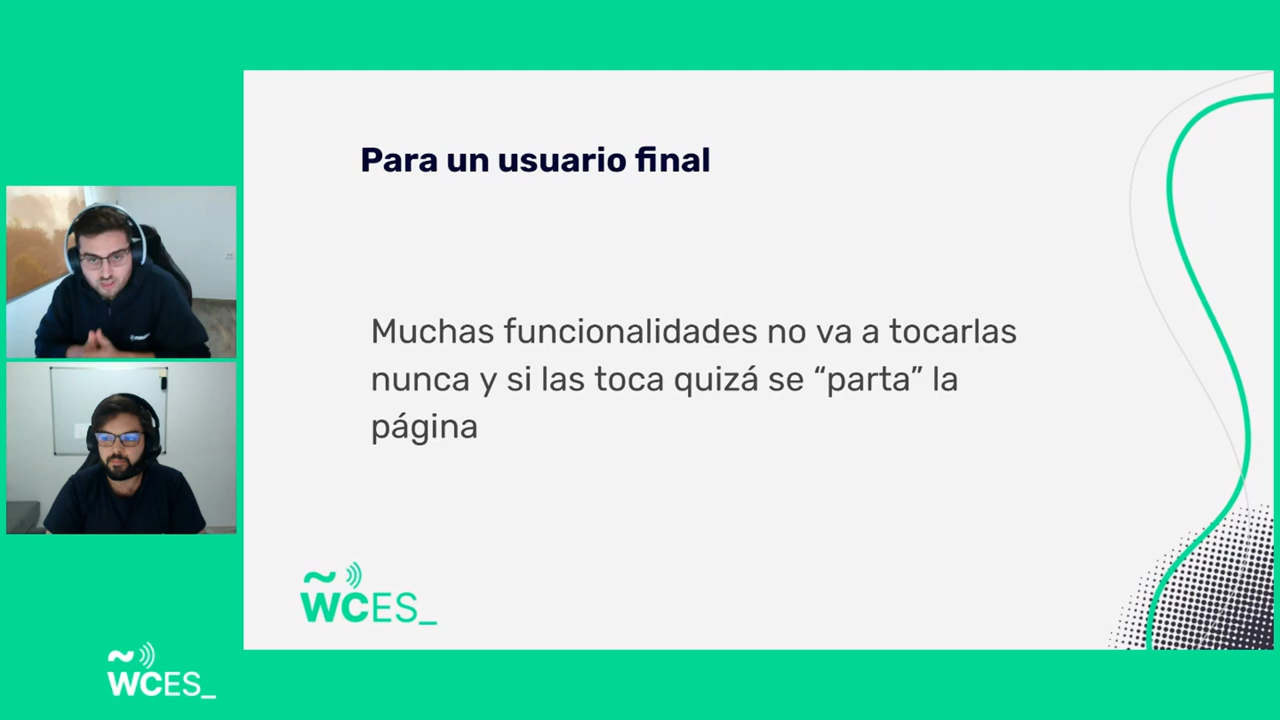 Para un usuario final
Muchas funcionalidades no va a tocarlas
nunca y si las toca quizá se “parta” la
página
WCES_
WCES_